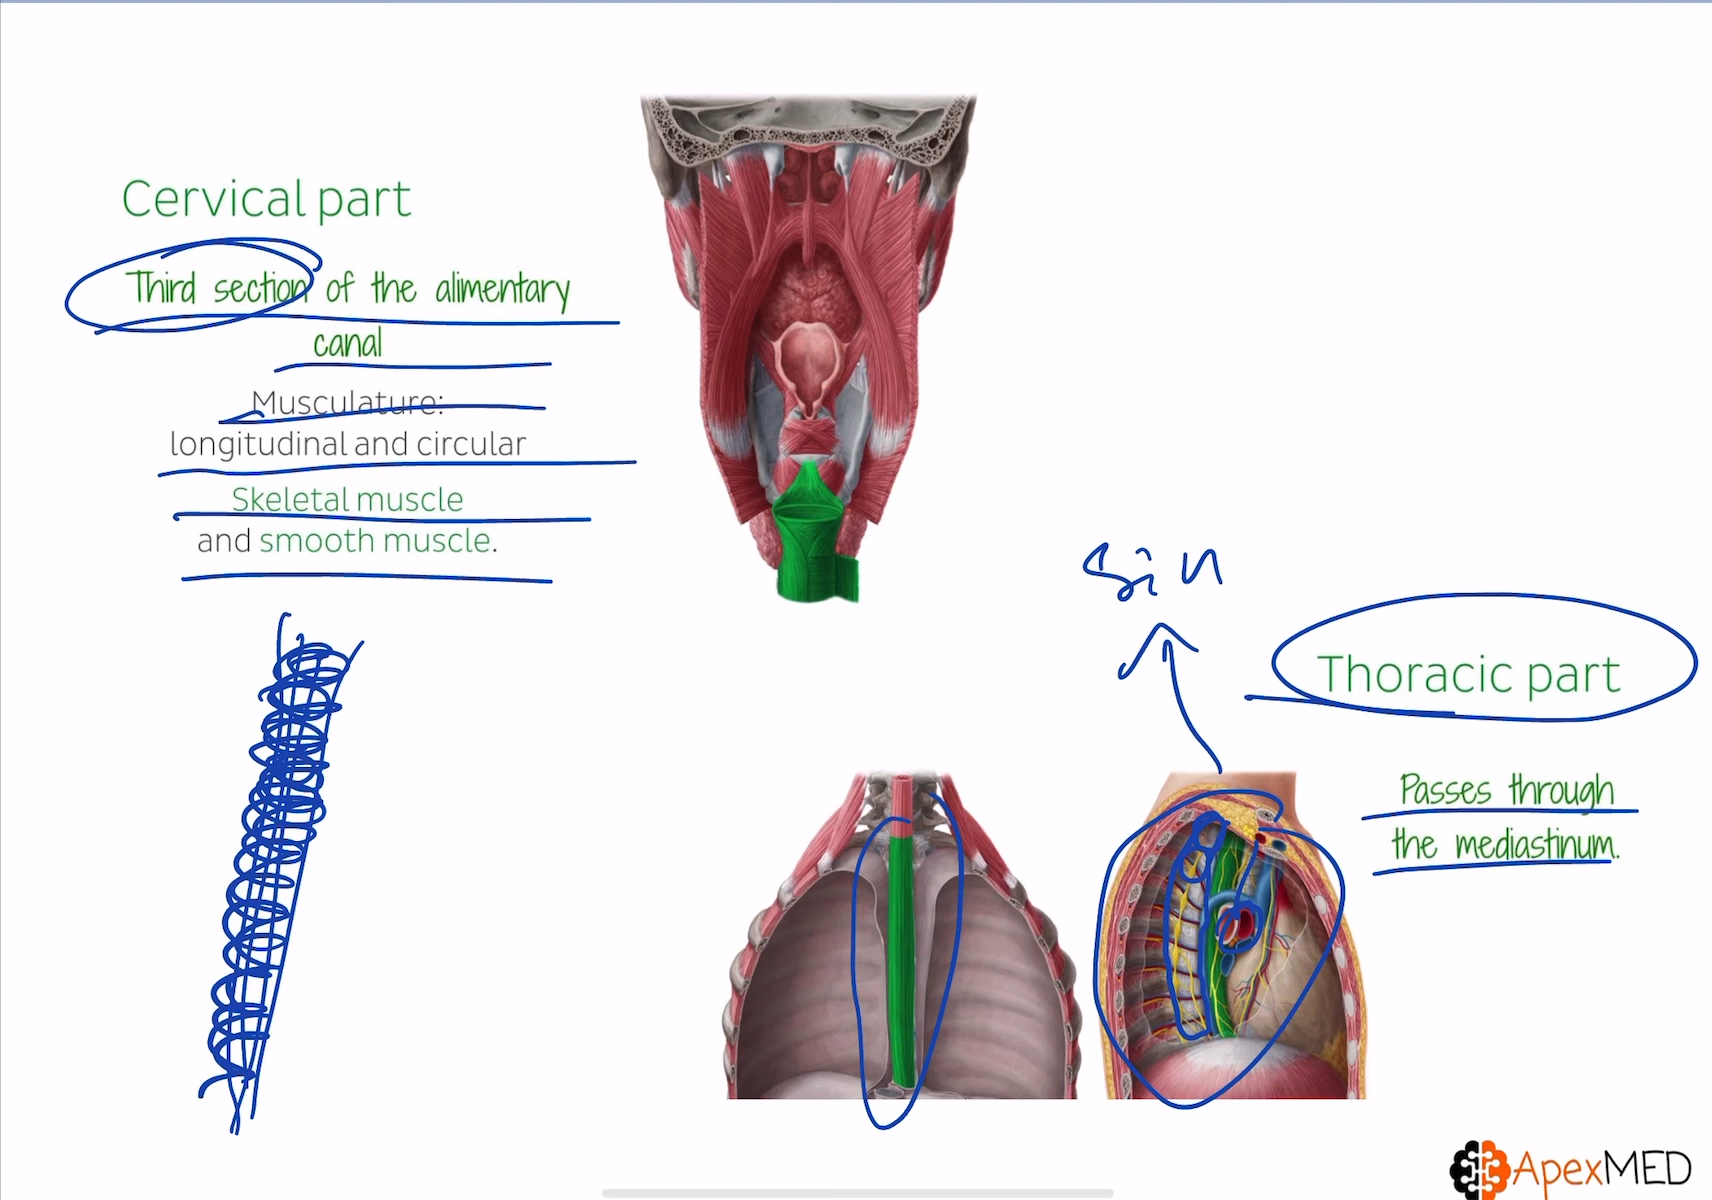 Cervical part
Third section of the alimentary
canal
Musculature:
longitudinal and circular
Skeletal muscle
and smooth muscle.
Thoracic part
Passes through
the mediastinum.
ApexMED